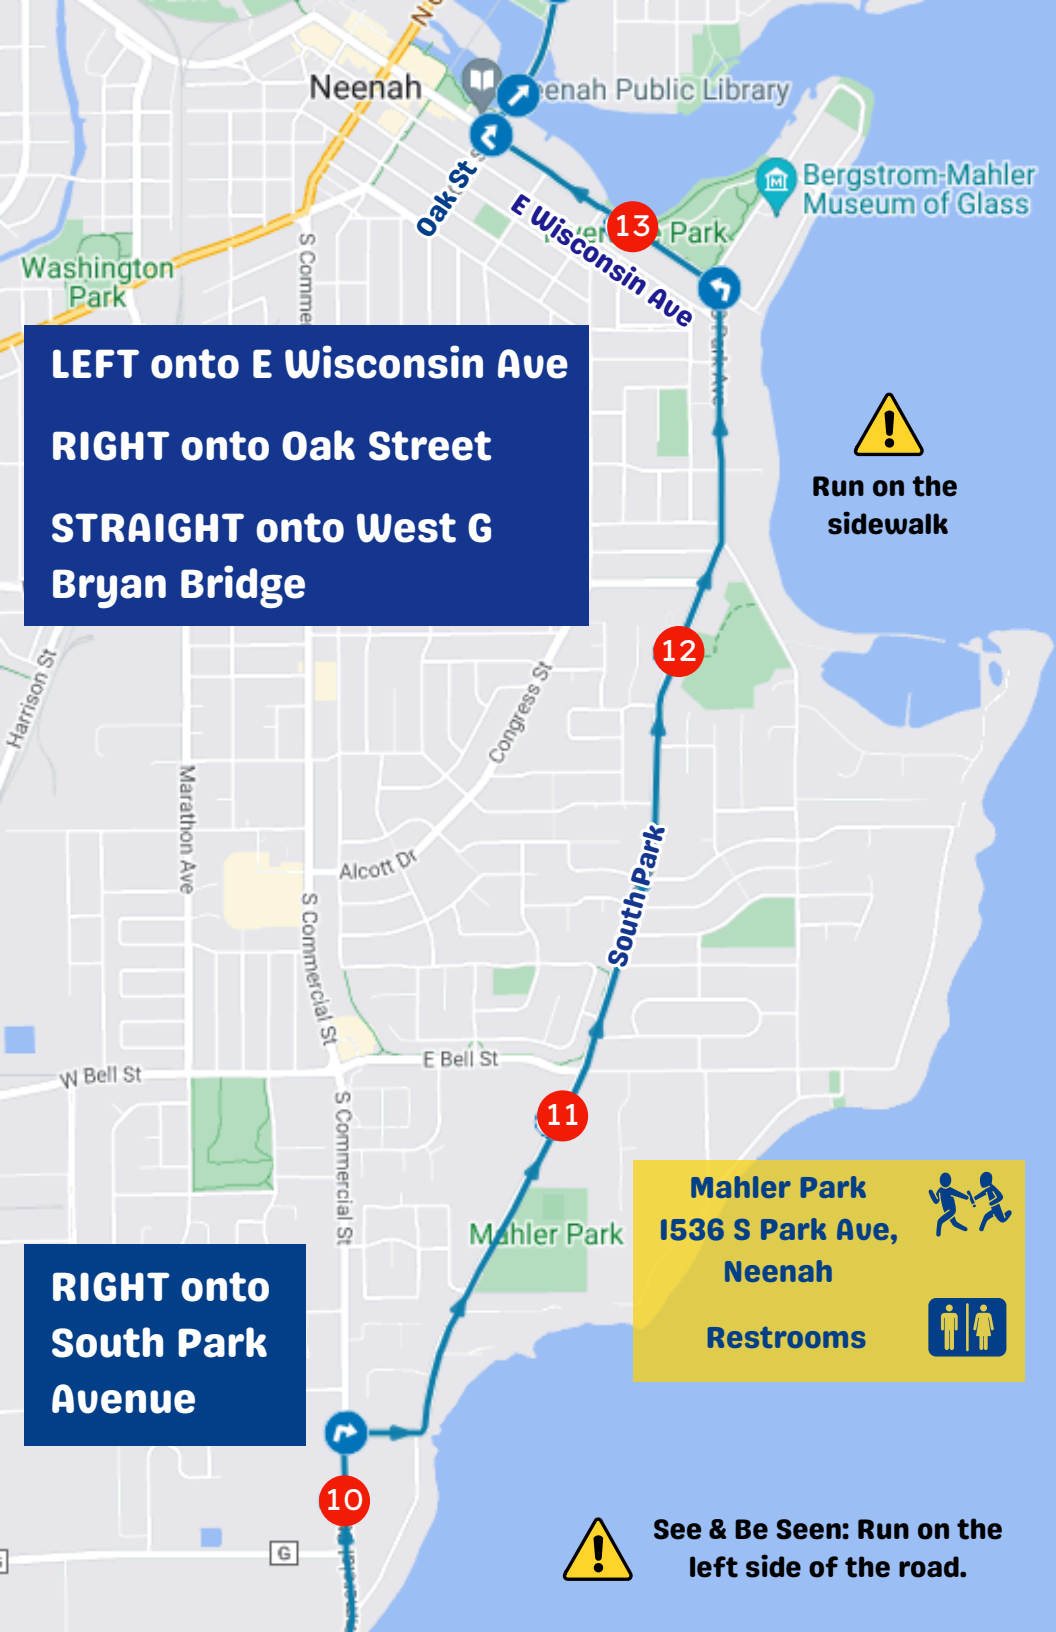 N
Neenah
eenah Public Library
Bergstrom-Mahler
Museum of Glass
Oak St
E Wisconsin Ave
13
Park
Washington
Park
S Comme
S Park Ave
LEFT onto E Wisconsin Ave
RIGHT onto Oak Street
STRAIGHT onto West G
Bryan Bridge
Run on the
sidewalk
12
Harrison St
Congress St
Marathon Ave
Alcott Dr
South Park
S Commercial St
E Bell St
W Bell St
11
S Commercial St
Mahler Park
Mahler Park
1536 S Park Ave,
Neenah
Restrooms
RIGHT onto
South Park
Avenue
10
G
See & Be Seen: Run on the
left side of the road.